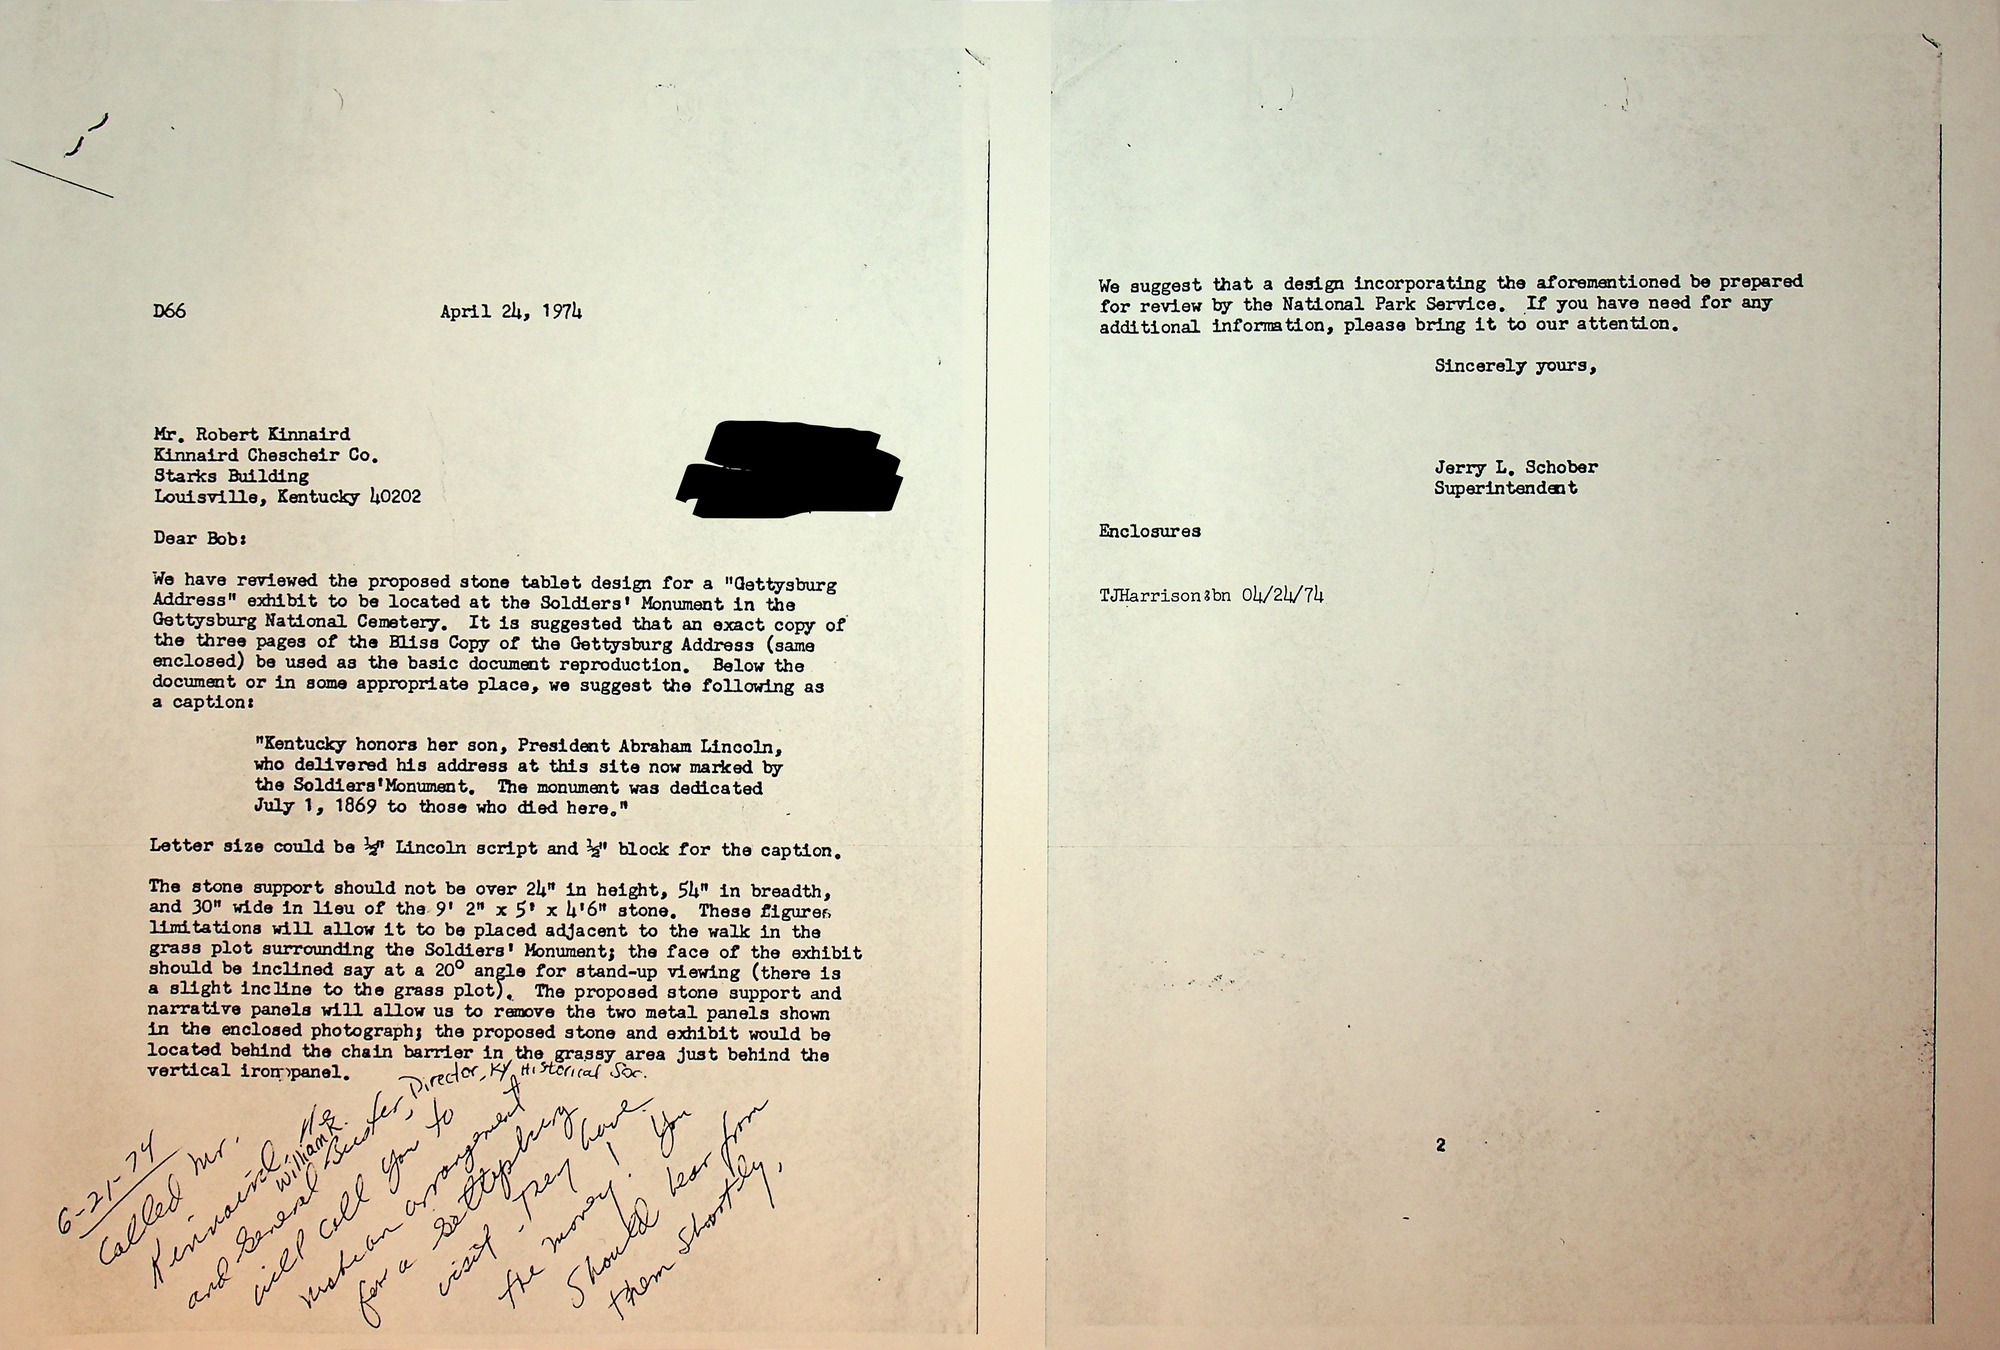 D66
April 24, 1974
Mr. Robert Kinnaird
Kinnaird Chescheir Co.
Starks Building
Louisville, Kentucky 40202
Dear Bob:
We have reviewed the proposed stone tablet design for a "Gettysburg
Address" exhibit to be located at the Soldiers' Monument in the
Gettysburg National Cemetery. It is suggested that an exact copy of
the three pages of the Bliss Copy of the Gettysburg Address (same
enclosed) be used as the basic document reproduction. Below the
document or in some appropriate place, we suggest the following as
a caption:
"Kentucky honors her son, President Abraham Lincoln,
who delivered his address at this site now marked by
the Soldiers'Monument. The monument was dedicated
July 1, 1869 to those who died here."
Letter size could be ½" Lincoln script and ½" block for the caption.
The stone support should not be over 24" in height, 54" in breadth,
and 30" wide in lieu of the 9' 2" x 5' x 4'6" stone. These figures
limitations will allow it to be placed adjacent to the walk in the
grass plot surrounding the Soldiers' Monument; the face of the exhibit
should be inclined say at a 20° angle for stand-up viewing (there is
a slight incline to the grass plot). The proposed stone support and
narrative panels will allow us to remove the two metal panels shown
in the enclosed photograph; the proposed stone and exhibit would be
located behind the chain barrier in the grassy area just behind the
vertical iron panel.
6-21-74
Called Mr.
Kinnaird. He
and General William R. Buster, Director, Ky Historical Soc.
will call you to
make an arrangement
for a Gettysburg
visit - They have
the money! You
should hear from
them shortly.
We suggest that a design incorporating the aforementioned be prepared
for review by the National Park Service. If you have need for any
additional information, please bring it to our attention.
Sincerely yours,
Jerry L. Schober
Superintendent
Enclosures
TJHarrison:bn 04/24/74
2